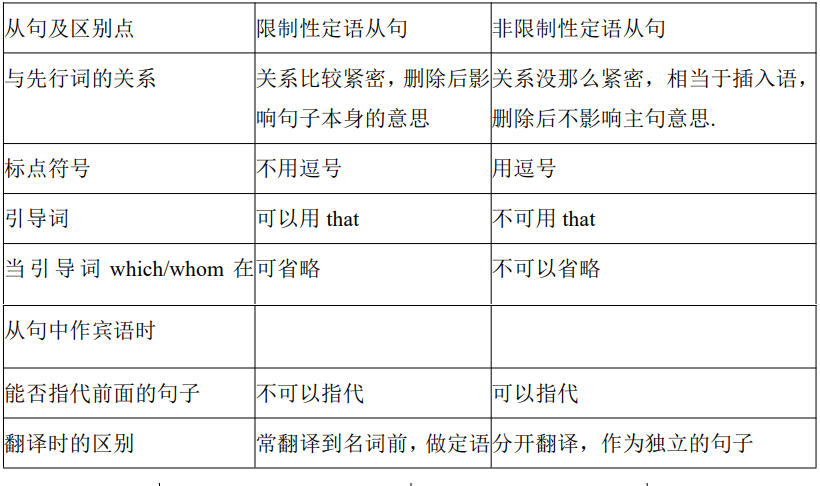 从句及区别点 限制性定语从句 非限制性定语从句
与先行词的关系 关系比较紧密，删除后影 关系没那么紧密，相当于插入语，
响句子本身的意思 删除后不影响主句意思.
标点符号 不用逗号 用逗号
引导词 可以用 that 不可用 that
当引导词 which/whom 在 可省略 不可以省略
从句中作宾语时
能否指代前面的句子 不可以指代 可以指代
翻译时的区别 常翻译到名词前，做定语 分开翻译，作为独立的句子